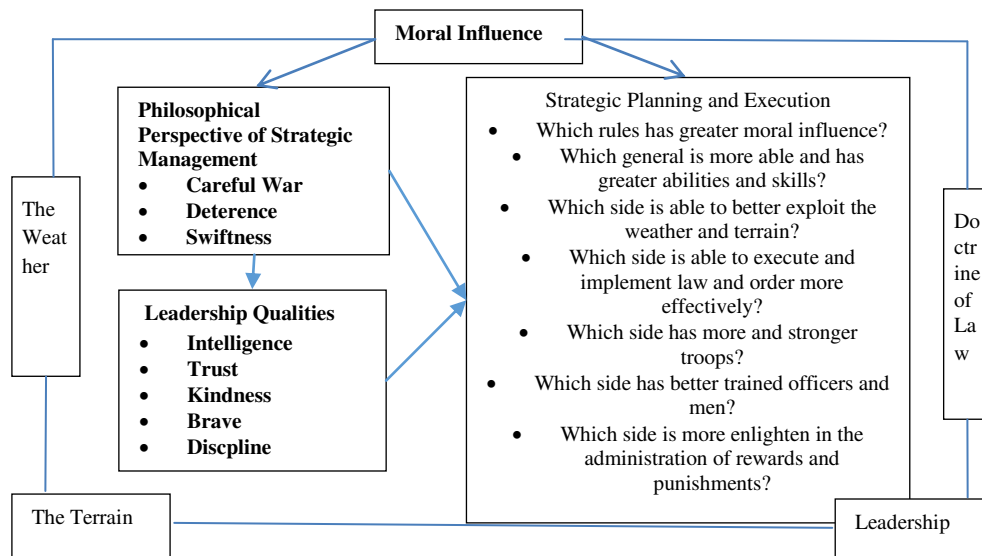 Moral Influence
Philosophical
Perspective of Strategic
Management
• Careful War
• Deterence
• Swiftness
Strategic Planning and Execution
• Which rules has greater moral influence?
• Which general is more able and has
greater abilities and skills?
• Which side is able to better exploit the
weather and terrain?
• Which side is able to execute and
implement law and order more
effectively?
• Which side has more and stronger
troops?
• Which side has better trained officers and
men?
• Which side is more enlighten in the
administration of rewards and
punishments?
The
Weat
her
Do
ctr
ine
of
La
w
Leadership Qualities
• Intelligence
• Trust
• Kindness
• Brave
• Discpline
The Terrain
Leadership